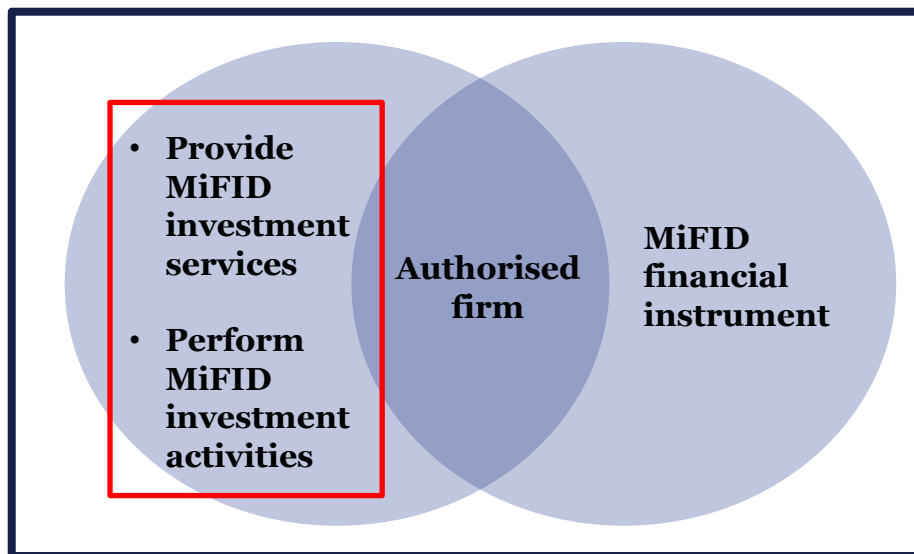 • Provide
MiFID
investment
services
• Perform
MiFID
investment
activities
Authorised
firm
MiFID
financial
instrument